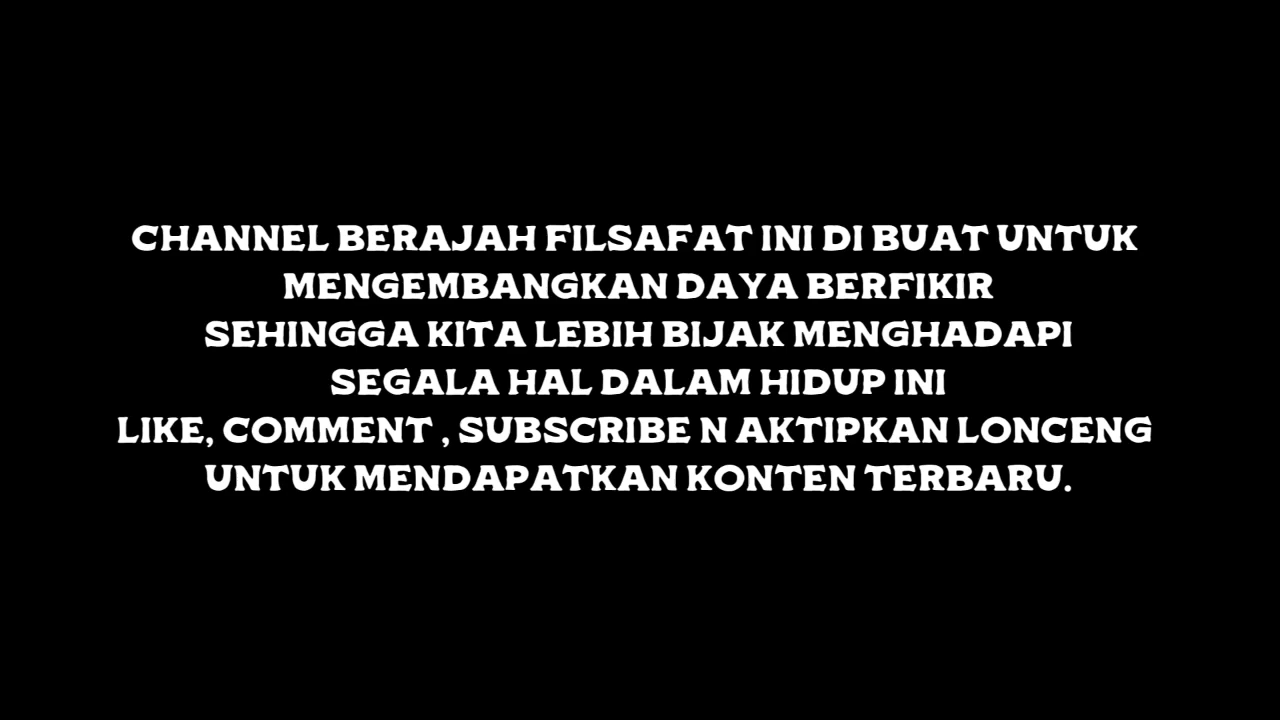 CHANNEL BERAJAH FILSAFAT INI DI BUAT UNTUK
MENGEMBANGKAN DAYA BERFIKIR
SEHINGGA KITA LEBIH BIJAK MENGHADAPI
SEGALA HAL DALAM HIDUP INI
LIKE, COMMENT , SUBSCRIBE N AKTIPKAN LONCENG
UNTUK MENDAPATKAN KONTEN TERBARU.